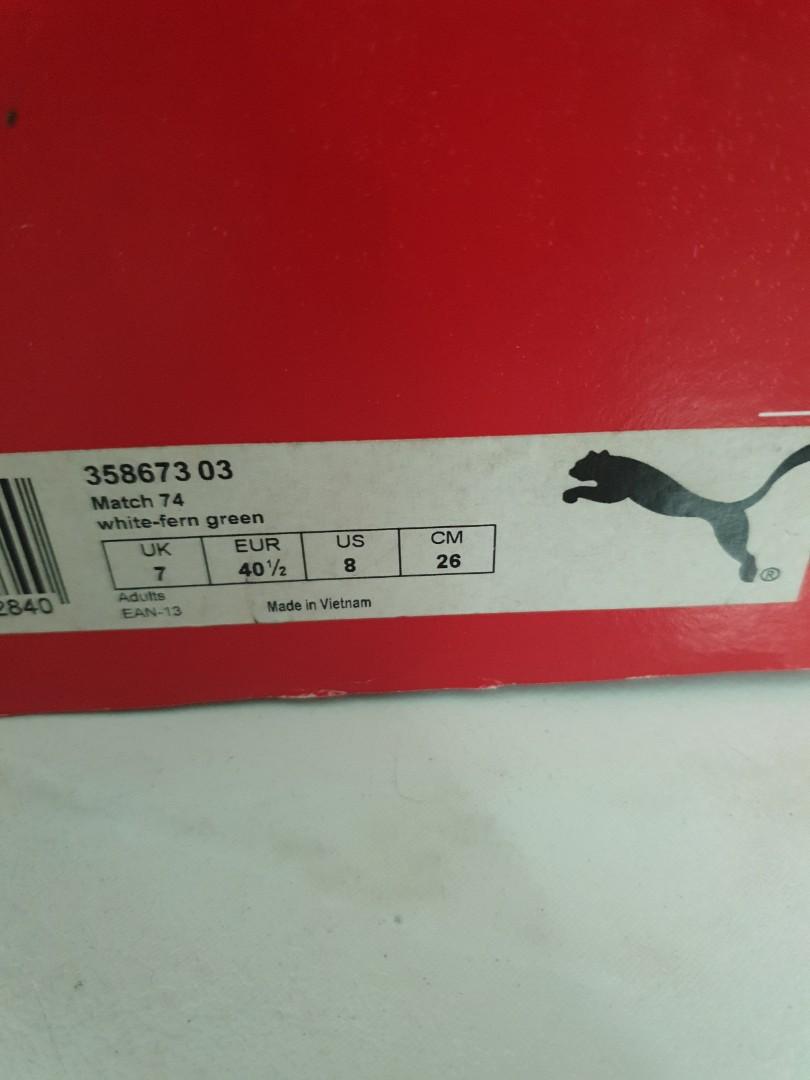 358673 03
Match 74
white-fern green
UK EUR US CM
7 40½ 8 26
Adults
EAN-13 Made in Vietnam
2840
®